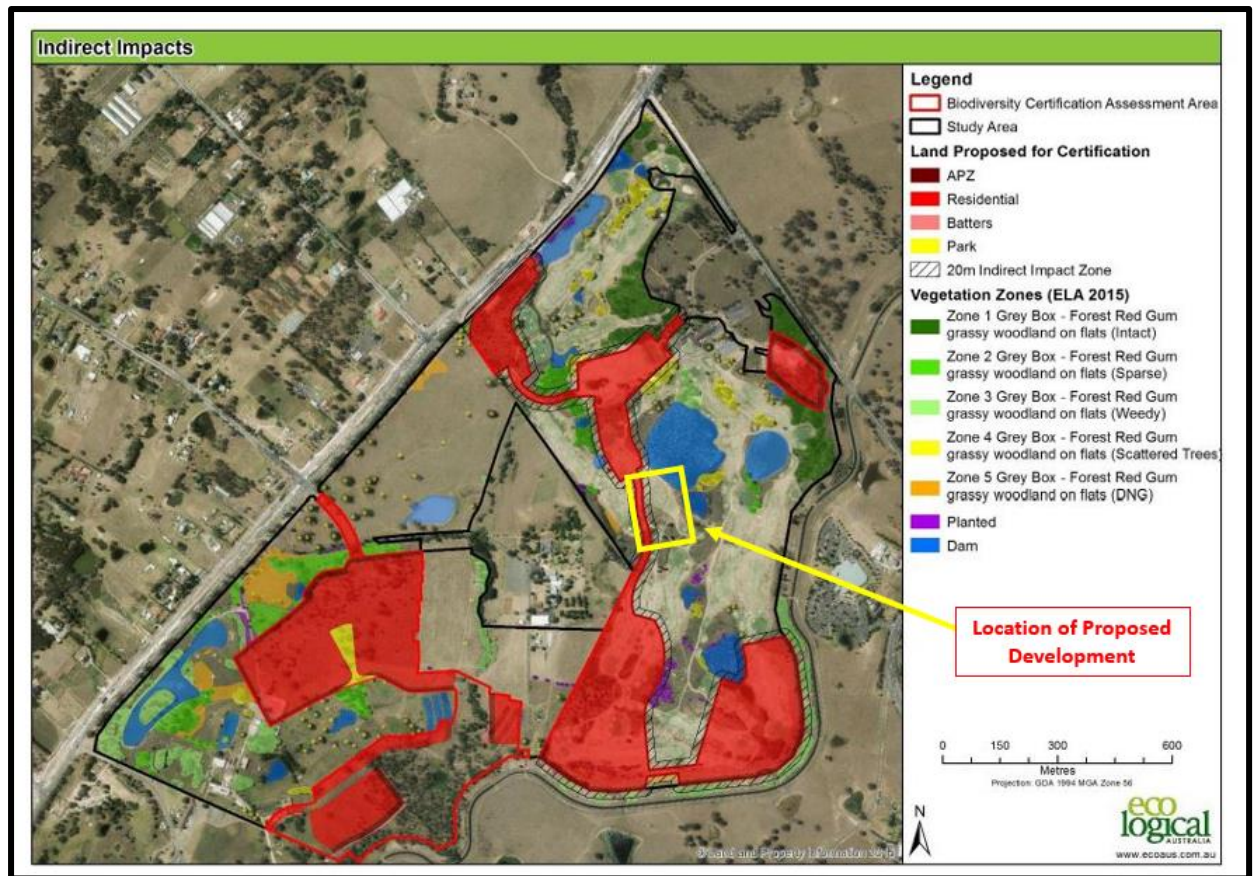 Indirect Impacts
Legend
Biodiversity Certification Assessment Area
Study Area
Land Proposed for Certification
APZ
Residential
Batters
Park
20m Indirect Impact Zone
Vegetation Zones (ELA 2015)
Zone 1 Grey Box - Forest Red Gum
grassy woodland on flats (Intact)
Zone 2 Grey Box - Forest Red Gum
grassy woodland on flats (Sparse)
Zone 3 Grey Box - Forest Red Gum
grassy woodland on flats (Weedy)
Zone 4 Grey Box - Forest Red Gum
grassy woodland on flats (Scattered Trees)
Zone 5 Grey Box - Forest Red Gum
grassy woodland on flats (DNG)
Planted
Dam
Location of Proposed
Development
0 150 300 600
Metres
Projection: GDA 1994 MGA Zone 56
N
eco
logical
AUSTRALIA
www.ecoaus.com.au
© Land and Property Information